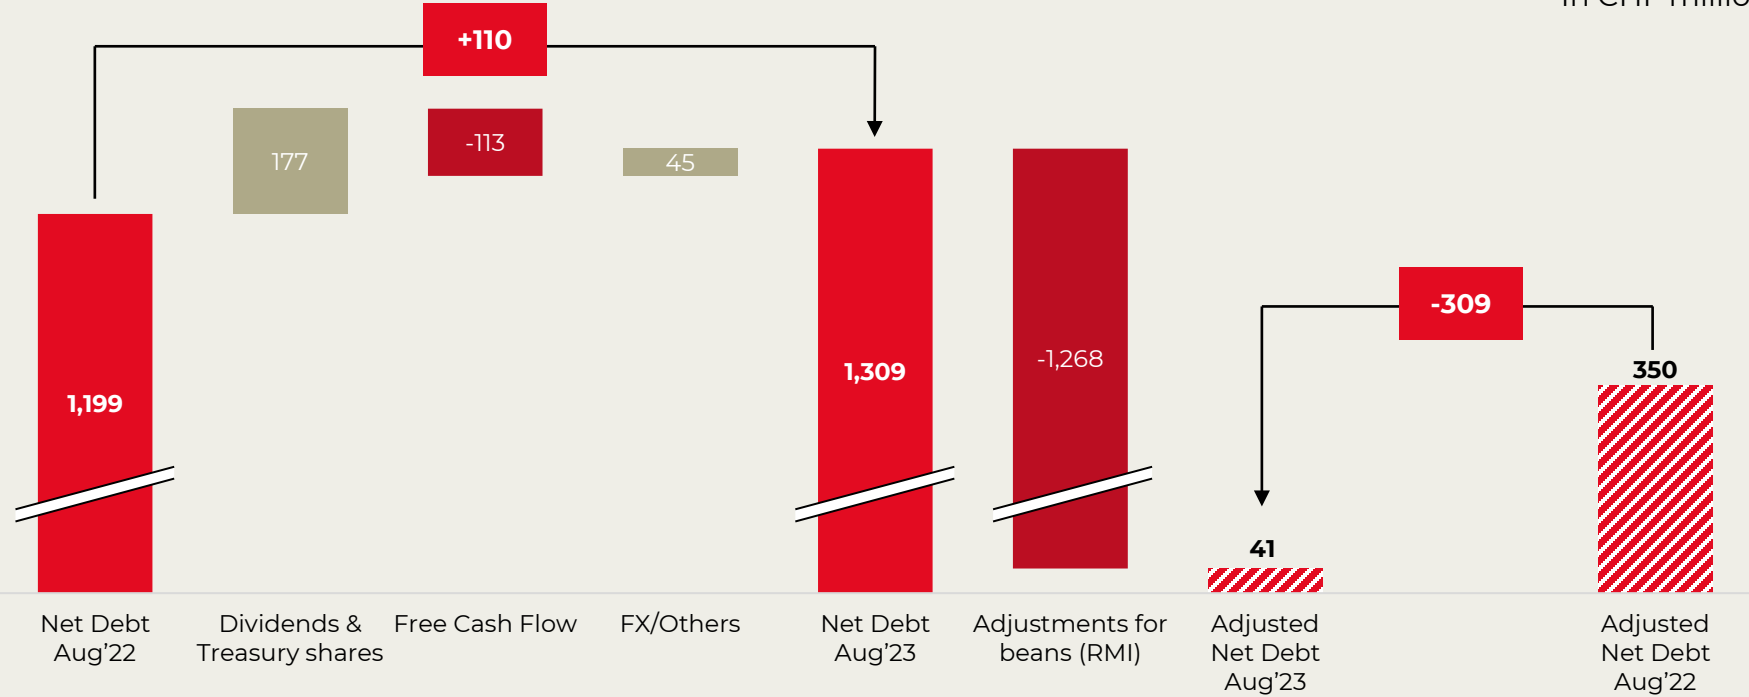 +110
177
-113
45
1,199
1,309
-1,268
-309
350
41
Net Debt
Aug’22
Dividends &
Treasury shares
Free Cash Flow
FX/Others
Net Debt
Aug’23
Adjustments for
beans (RMI)
Adjusted
Net Debt
Aug’23
Adjusted
Net Debt
Aug’22